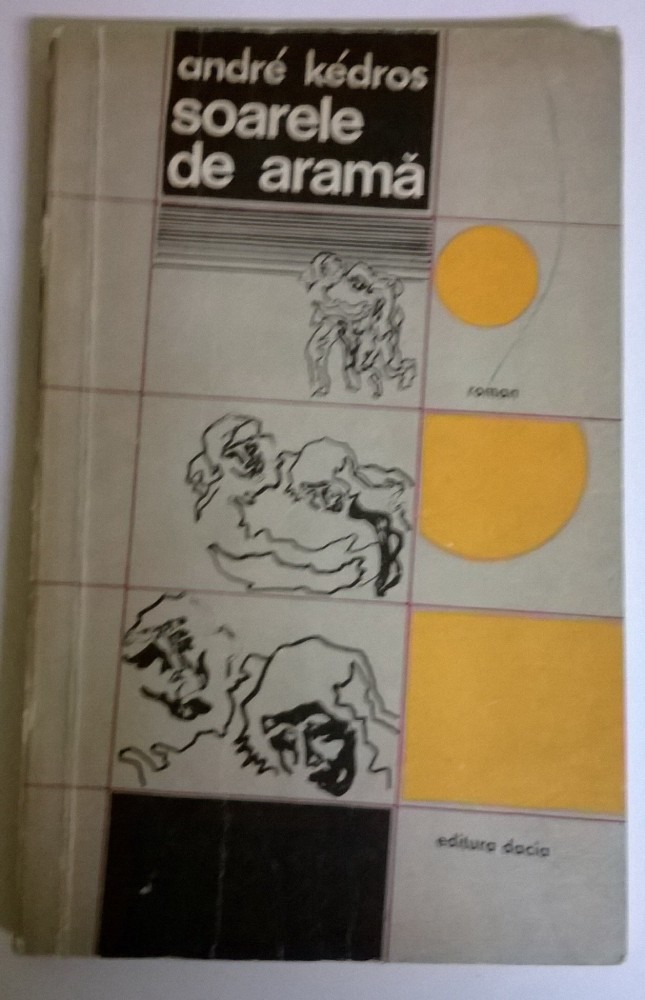 andré kédros
soarele
de aramă
roman
editura dacia